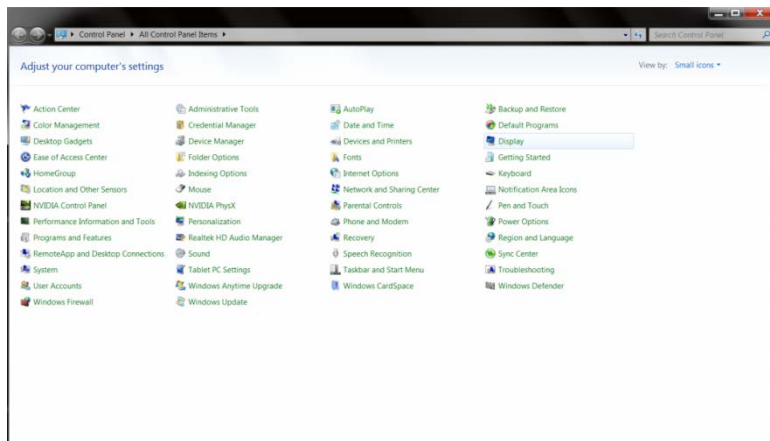 Control Panel ▸ All Control Panel Items ▸ Search Control Panel
Adjust your computer's settings View by: Small icons
Action Center Administrative Tools AutoPlay Backup and Restore
Color Management Credential Manager Date and Time Default Programs
Desktop Gadgets Device Manager Devices and Printers Display
Ease of Access Center Folder Options Fonts Getting Started
HomeGroup Indexing Options Internet Options Keyboard
Location and Other Sensors Mouse Network and Sharing Center Notification Area Icons
NVIDIA Control Panel NVIDIA PhysX Parental Controls Pen and Touch
Performance Information and Tools Personalization Phone and Modem Power Options
Programs and Features Realtek HD Audio Manager Recovery Region and Language
RemoteApp and Desktop Connections Sound Speech Recognition Sync Center
System Tablet PC Settings Taskbar and Start Menu Troubleshooting
User Accounts Windows Anytime Upgrade Windows CardSpace Windows Defender
Windows Firewall Windows Update